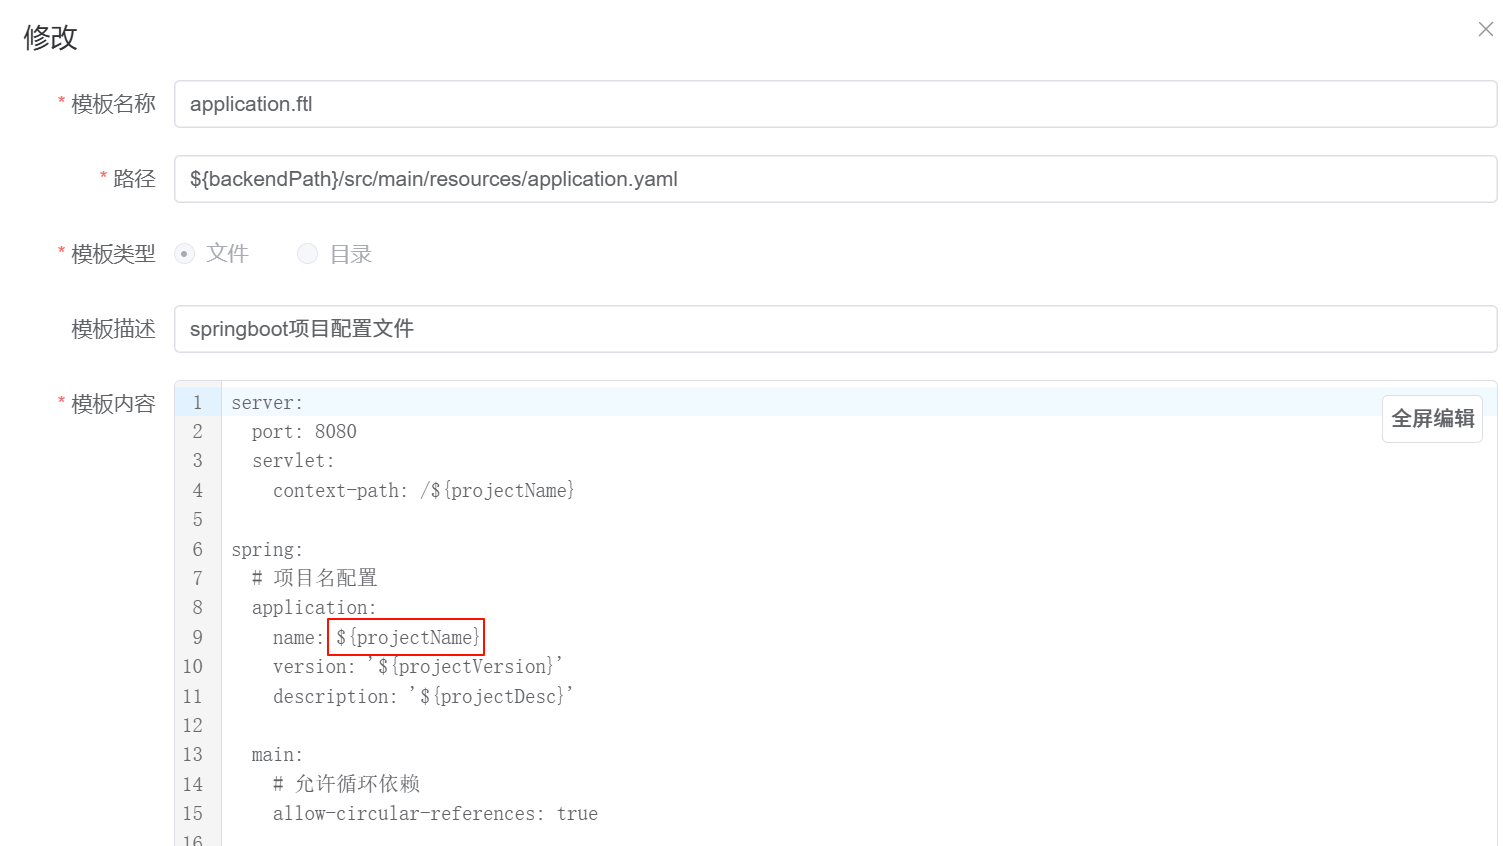 修改
* 模板名称 application.ftl
* 路径 ${backendPath}/src/main/resources/application.yaml
* 模板类型 文件 目录
模板描述 springboot项目配置文件
* 模板内容
全屏编辑
1 server:
2   port: 8080
3   servlet:
4     context-path: /${projectName}
5
6 spring:
7   # 项目名配置
8   application:
9     name: ${projectName}
10     version: '${projectVersion}'
11     description: '${projectDesc}'
12
13   main:
14     # 允许循环依赖
15     allow-circular-references: true
16